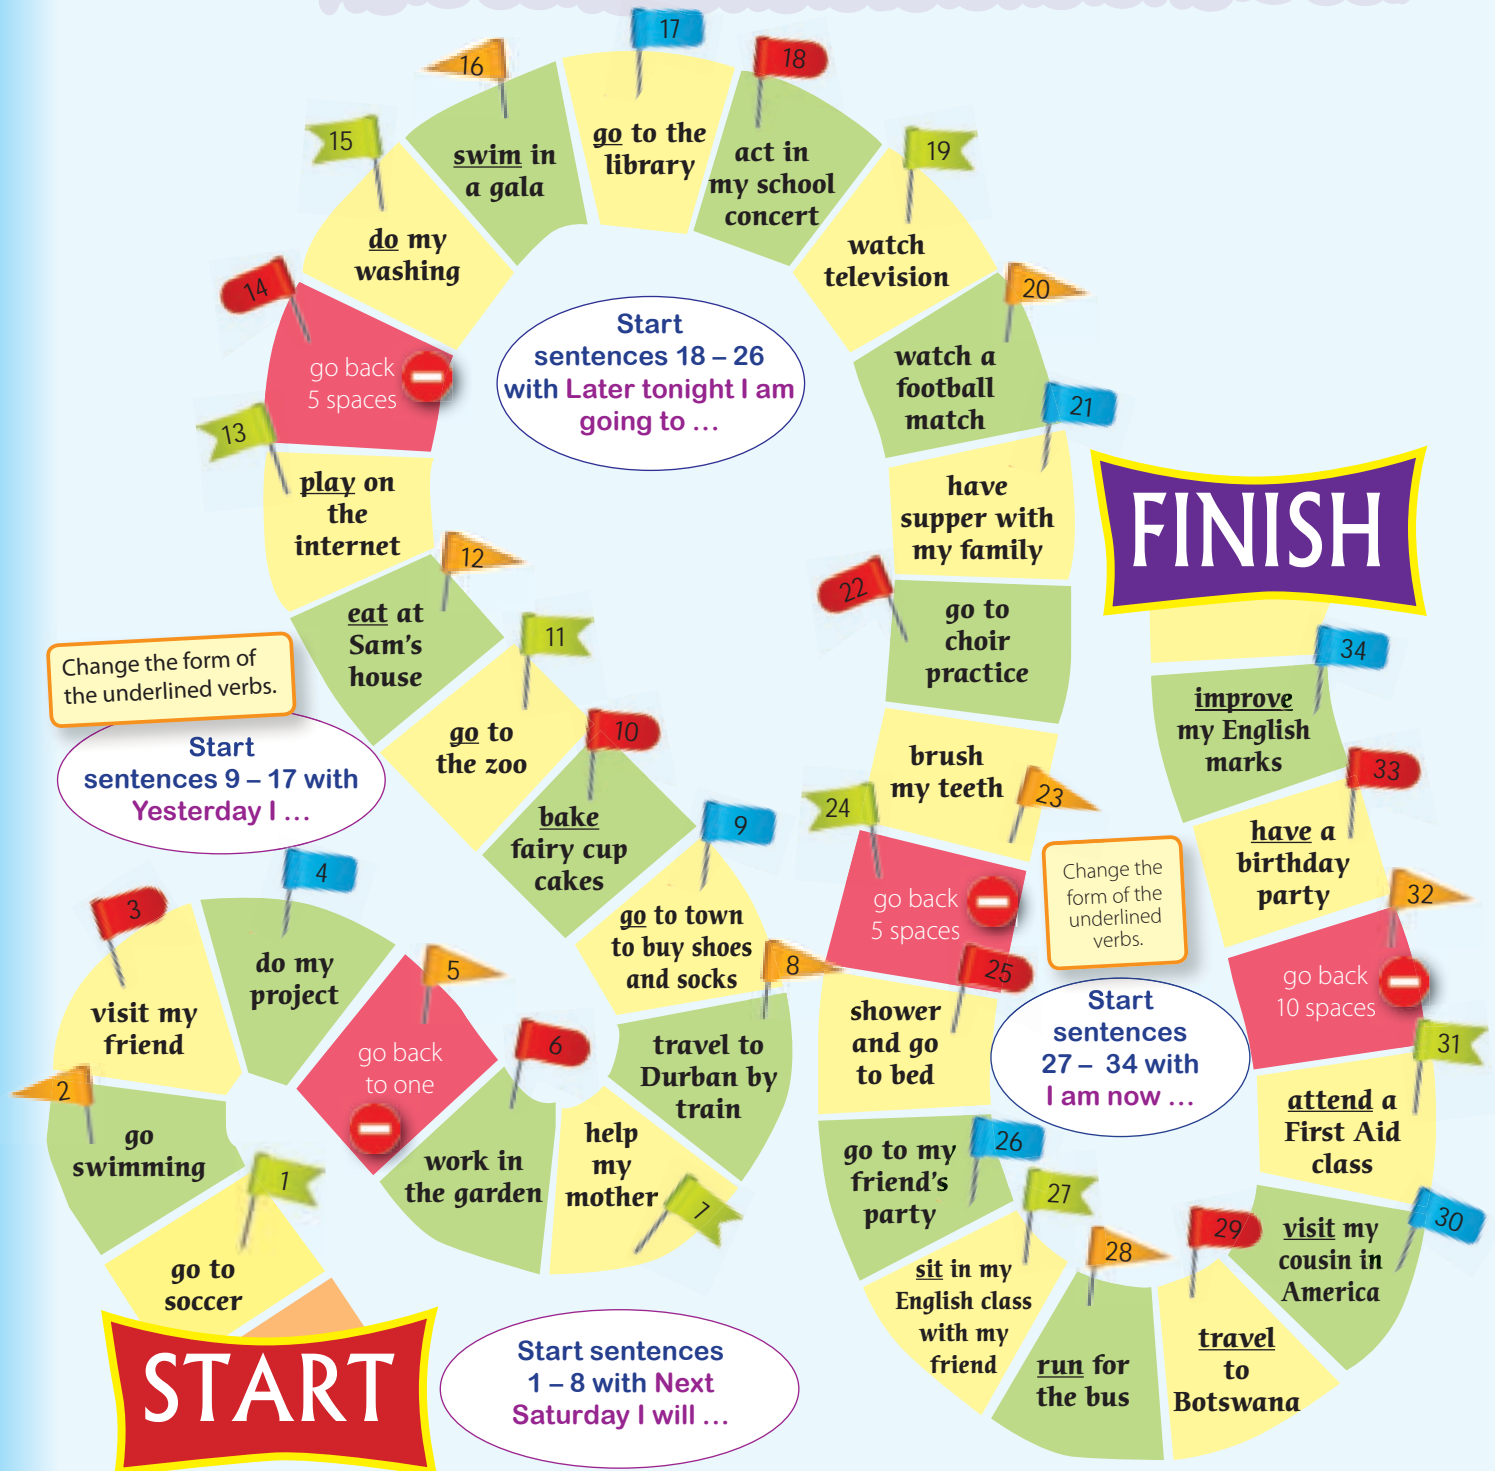 START
1
go to
soccer
2
go
swimming
3
visit my
friend
4
do my
project
5
go back
to one
6
work in
the garden
7
help
my
mother
8
travel to
Durban by
train
Start sentences
1 – 8 with Next
Saturday I will …
9
go to town
to buy shoes
and socks
10
bake
fairy cup
cakes
11
go to
the zoo
12
eat at
Sam's
house
13
play on
the
internet
14
go back
5 spaces
15
do my
washing
16
swim in
a gala
17
go to the
library
Change the form of
the underlined verbs.
Start
sentences 9 – 17 with
Yesterday I …
18
act in
my school
concert
19
watch
television
20
watch a
football
match
21
have
supper with
my family
22
go to
choir
practice
23
brush
my teeth
24
go back
5 spaces
25
shower
and go
to bed
26
go to my
friend's
party
Start
sentences 18 – 26
with Later tonight I am
going to …
27
sit in my
English class
with my
friend
28
run for
the bus
29
travel
to
Botswana
30
visit my
cousin in
America
31
attend a
First Aid
class
32
go back
10 spaces
33
have a
birthday
party
34
improve
my English
marks
Change the
form of the
underlined
verbs.
Start
sentences
27 – 34 with
I am now …
FINISH